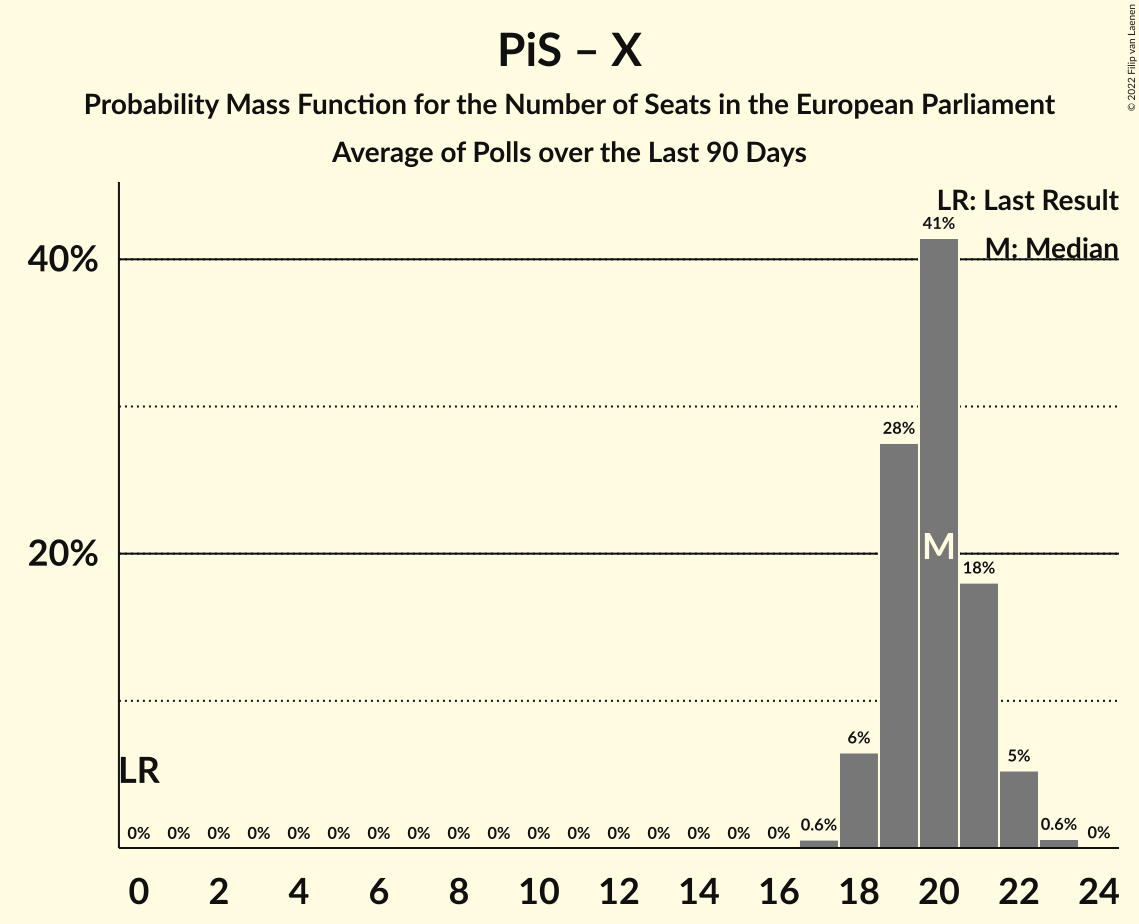 PiS – X
Probability Mass Function for the Number of Seats in the European Parliament
Average of Polls over the Last 90 Days
© 2022 Filip van Laenen
LR: Last Result
M: Median
41%
40%
28%
20%
M
18%
6%
5%
LR
0% 0% 0% 0% 0% 0% 0% 0% 0% 0% 0% 0% 0% 0% 0% 0% 0% 0.6% 0.6% 0%
0 2 4 6 8 10 12 14 16 18 20 22 24